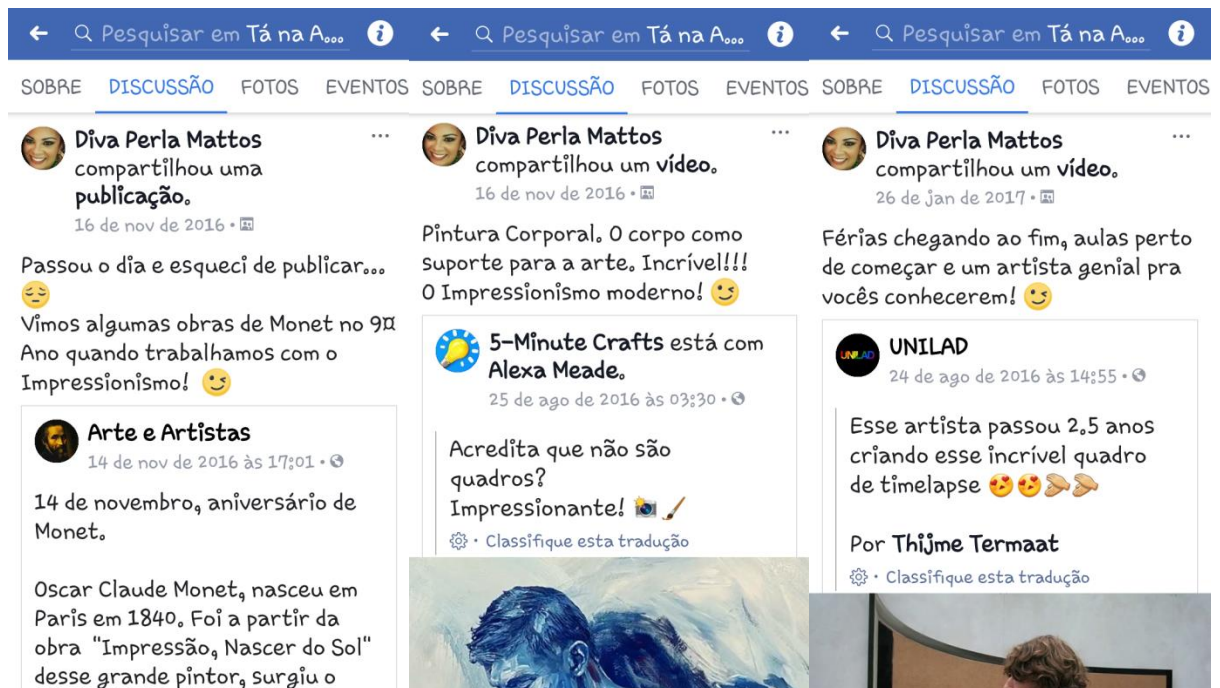 Pesquisar em Tá na A...
SOBRE DISCUSSÃO FOTOS EVENTOS
Diva Perla Mattos
compartilhou uma
publicação.
16 de nov de 2016 •
Passou o dia e esqueci de publicar...
Vimos algumas obras de Monet no 9¤
Ano quando trabalhamos com o
Impressionismo!
Arte e Artistas
14 de nov de 2016 às 17:01 •
14 de novembro, aniversário de
Monet.
Oscar Claude Monet, nasceu em
Paris em 1840. Foi a partir da
obra "Impressão, Nascer do Sol"
desse grande pintor, surgiu o
Pesquisar em Tá na A...
SOBRE DISCUSSÃO FOTOS EVENTOS
Diva Perla Mattos
compartilhou um vídeo.
16 de nov de 2016 •
Pintura Corporal. O corpo como
suporte para a arte. Incrível!!!
O Impressionismo moderno!
5-Minute Crafts está com
Alexa Meade.
25 de ago de 2016 às 03:30 •
Acredita que não são
quadros?
Impressionante!
• Classifique esta tradução
Pesquisar em Tá na A...
SOBRE DISCUSSÃO FOTOS EVENTOS
Diva Perla Mattos
compartilhou um vídeo.
26 de jan de 2017 •
Férias chegando ao fim, aulas perto
de começar e um artista genial pra
vocês conhecerem!
UNILAD
UNILAD
24 de ago de 2016 às 14:55 •
Esse artista passou 2.5 anos
criando esse incrível quadro
de timelapse
Por Thijme Termaat
• Classifique esta tradução